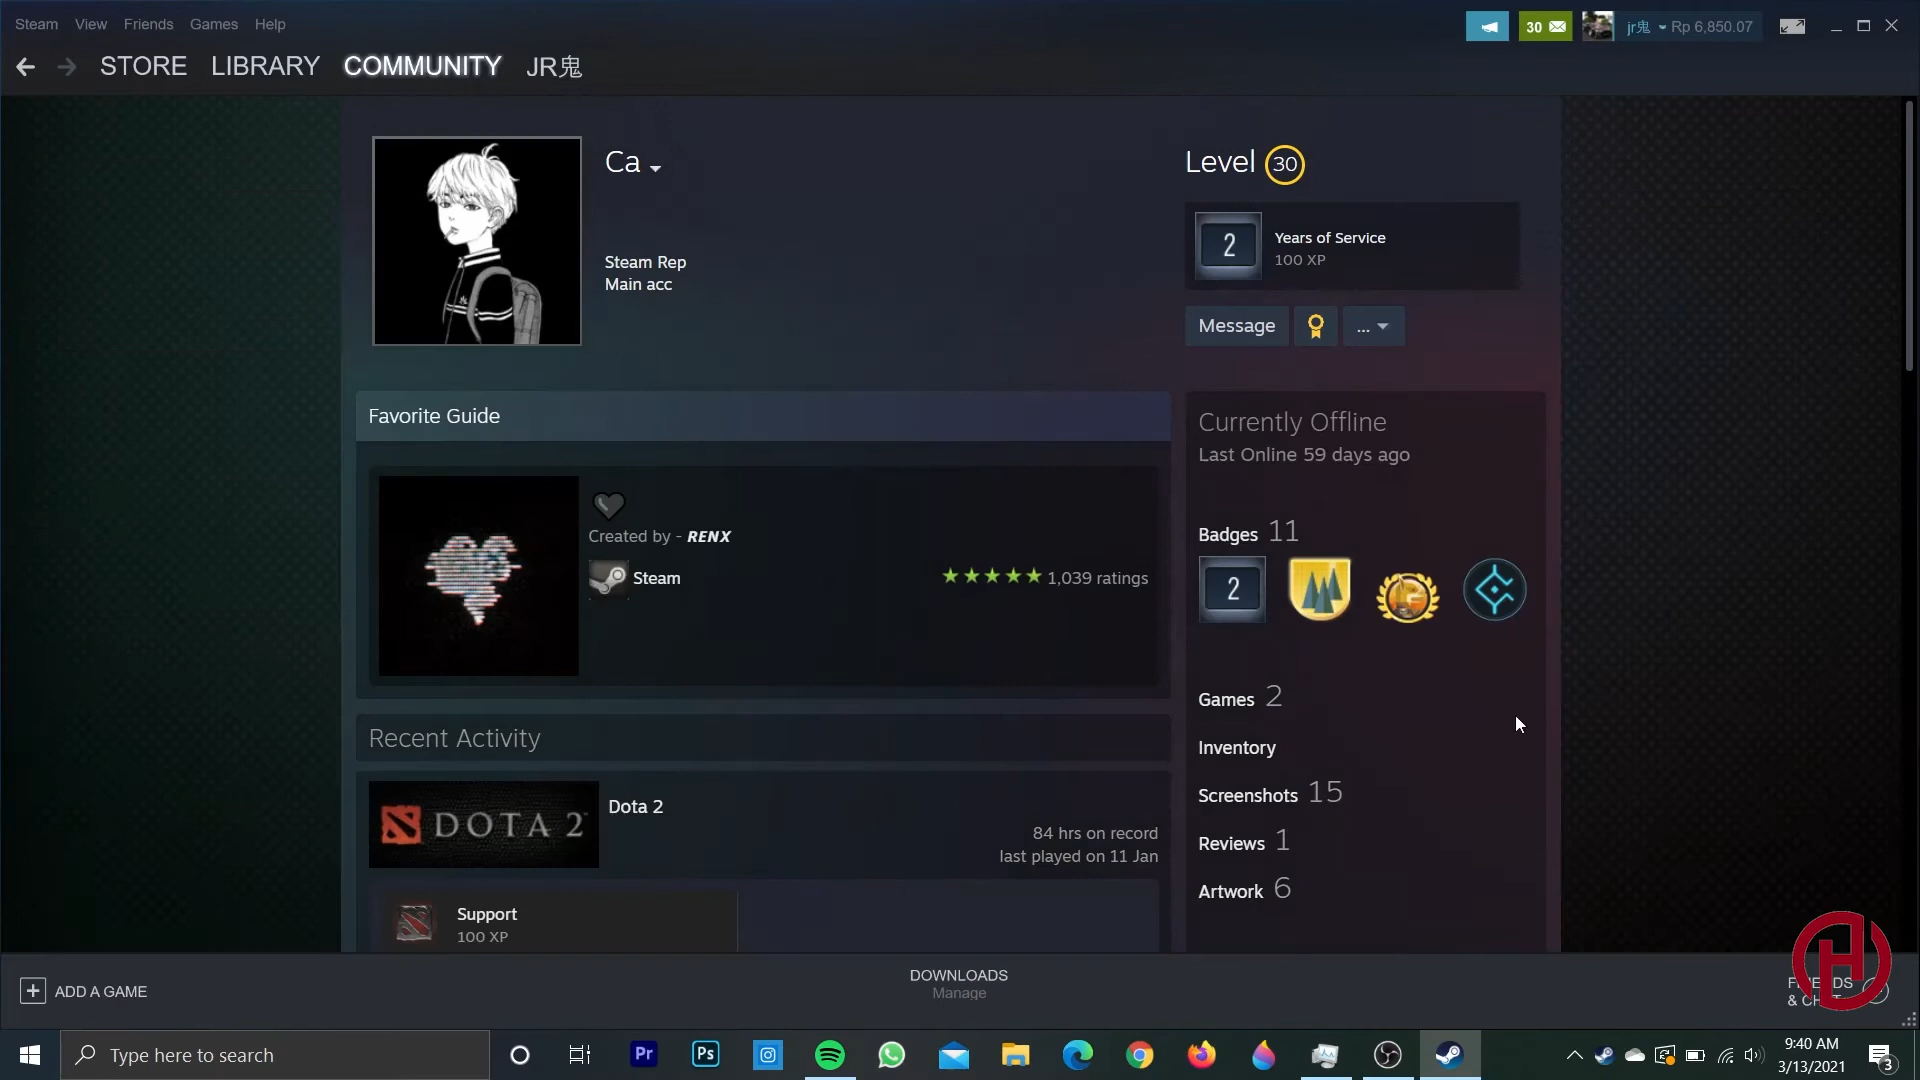 Steam View Friends Games Help
30 jr鬼 Rp 6,850.07
STORE LIBRARY COMMUNITY JR鬼
Ca
Level 30
Steam Rep
Main acc
2
Years of Service
100 XP
Message
...
Favorite Guide
Created by - RENX
Steam
1,039 ratings
Currently Offline
Last Online 59 days ago
Badges 11
2
Games 2
Inventory
Screenshots 15
Reviews 1
Artwork 6
Recent Activity
DOTA 2
Dota 2
84 hrs on record
last played on 11 Jan
Support
100 XP
ADD A GAME
DOWNLOADS
Manage
Type here to search
Pr
Ps
9:40 AM
3/13/2021
3